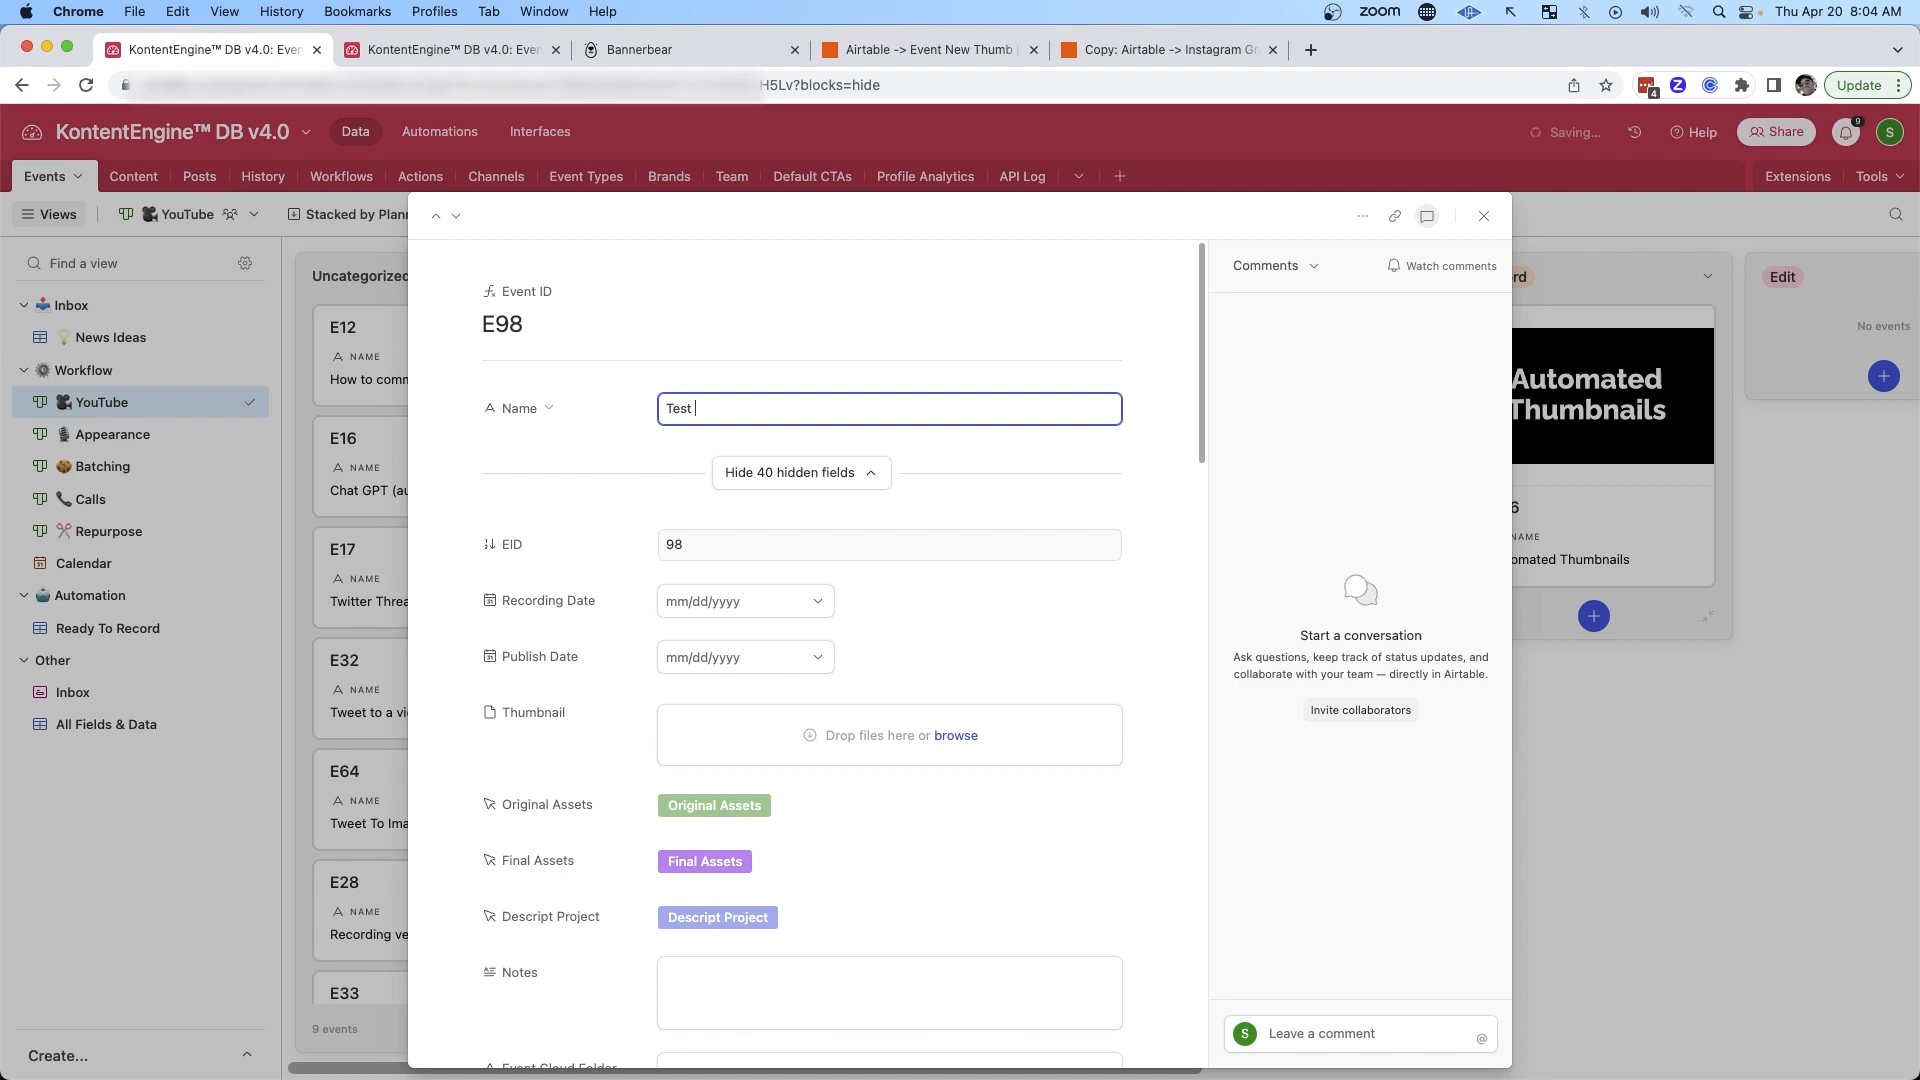 Chrome File Edit View History Bookmarks Profiles Tab Window Help zoom Thu Apr 20 8:04 AM
KontentEngine™ DB v4.0: Even KontentEngine™ DB v4.0: Even Bannerbear Airtable -> Event New Thumb Copy: Airtable -> Instagram Gr
H5Lv?blocks=hide 4 Update
KontentEngine™ DB v4.0 Data Automations Interfaces Saving... Help Share 9 S
Events Content Posts History Workflows Actions Channels Event Types Brands Team Default CTAs Profile Analytics API Log Extensions Tools
Views YouTube Stacked by Plann
Find a view
Inbox
News Ideas
Workflow
YouTube
Appearance
Batching
Calls
Repurpose
Calendar
Automation
Ready To Record
Other
Inbox
All Fields & Data
Create...
Uncategorized
E12
NAME
How to comm
E16
NAME
Chat GPT (au
E17
NAME
Twitter Threa
E32
NAME
Tweet to a vi
E64
NAME
Tweet To Ima
E28
NAME
Recording ve
E33
9 events
Event ID
E98
Name Test
Hide 40 hidden fields
EID 98
Recording Date mm/dd/yyyy
Publish Date mm/dd/yyyy
Thumbnail Drop files here or browse
Original Assets Original Assets
Final Assets Final Assets
Descript Project Descript Project
Notes
Event Cloud Folder
Comments Watch comments
Start a conversation
Ask questions, keep track of status updates, and
collaborate with your team — directly in Airtable.
Invite collaborators
S Leave a comment @
rd
Automated
Thumbnails
6
NAME
omated Thumbnails
Edit
No events